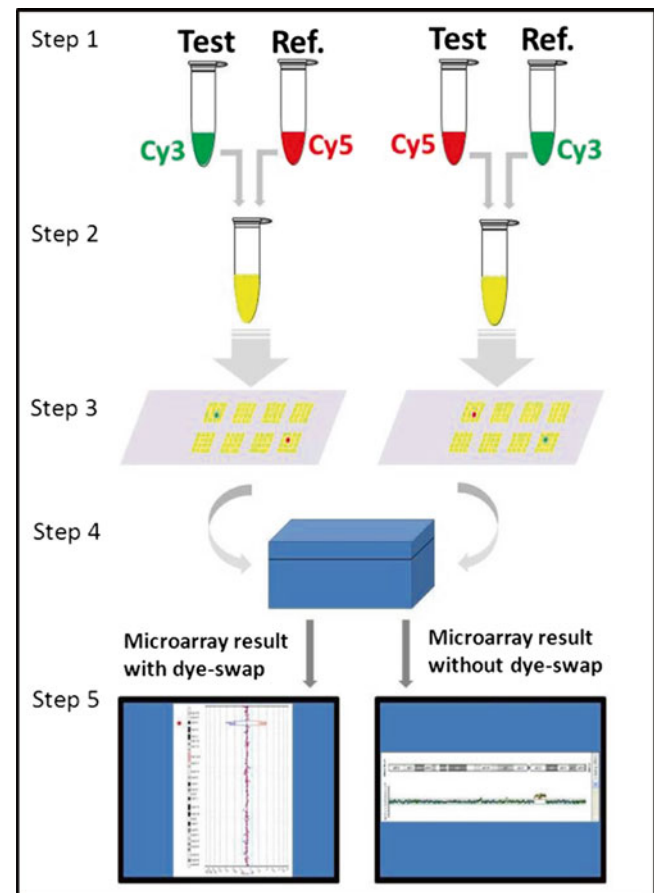 Step 1
Test Ref. Test Ref.
Cy3 Cy5 Cy5 Cy3
Step 2
Step 3
Step 4
Microarray result
with dye-swap
Microarray result
without dye-swap
Step 5